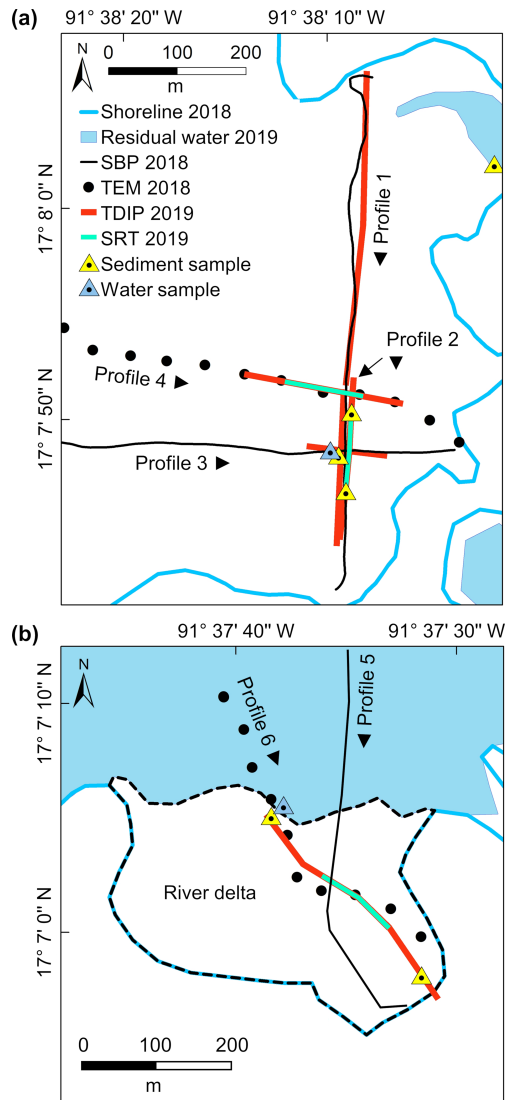 (a)
91° 38' 20" W
91° 38' 10" W
N
0
100
200
m
Shoreline 2018
Residual water 2019
SBP 2018
TEM 2018
TDIP 2019
SRT 2019
Sediment sample
Water sample
17° 8' 0" N
17° 7' 50" N
Profile 1
Profile 2
Profile 4
Profile 3
(b)
91° 37' 40" W
91° 37' 30" W
N
17° 7' 10" N
17° 7' 0" N
Profile 6
Profile 5
River delta
0
100
200
m